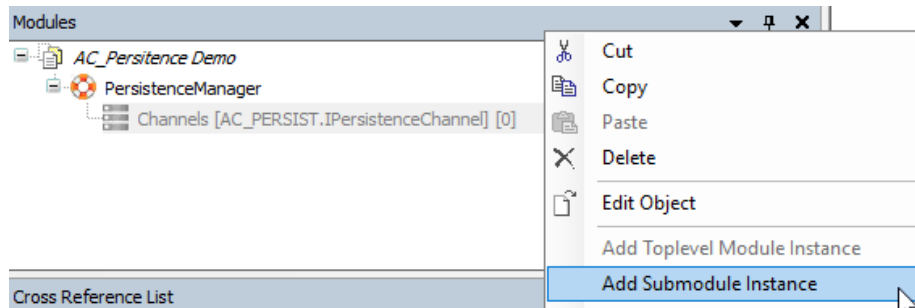 Modules
AC_Persitence Demo
PersistenceManager
Channels [AC_PERSIST.IPersistenceChannel] [0]
Cut
Copy
Paste
Delete
Edit Object
Add Toplevel Module Instance
Add Submodule Instance
Cross Reference List